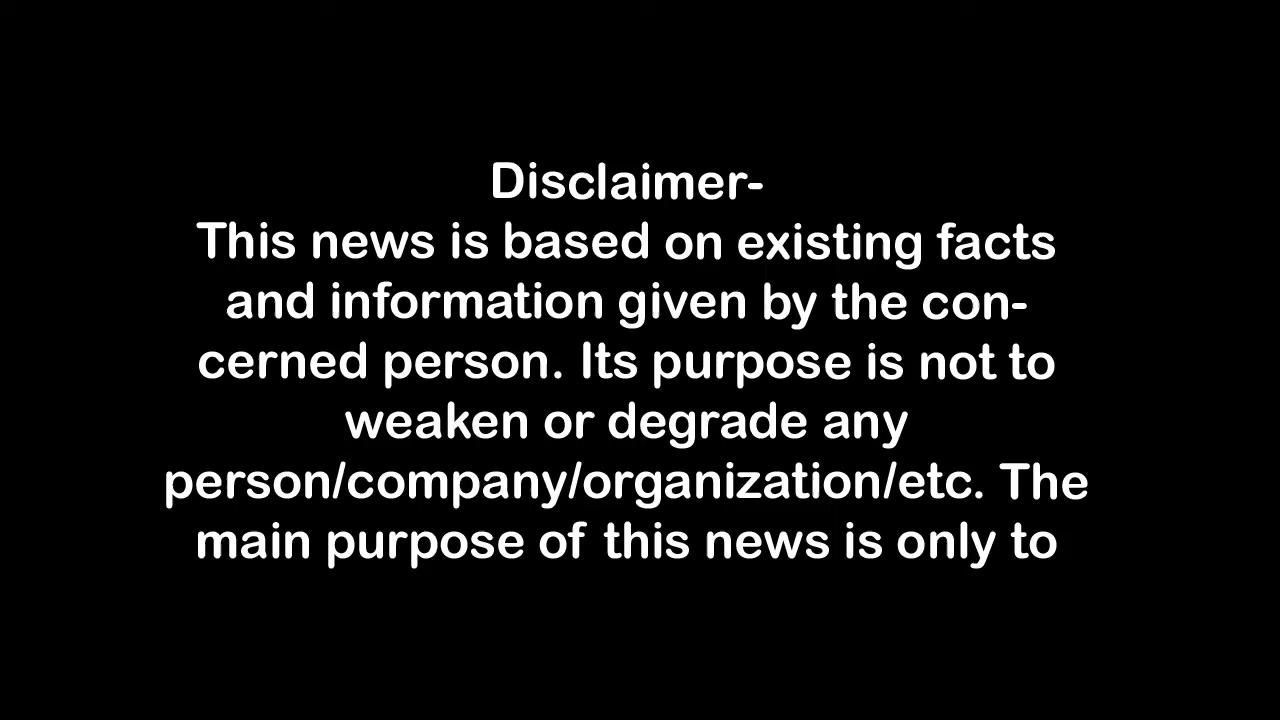 Disclaimer-
This news is based on existing facts
and information given by the con-
cerned person. Its purpose is not to
weaken or degrade any
person/company/organization/etc. The
main purpose of this news is only to